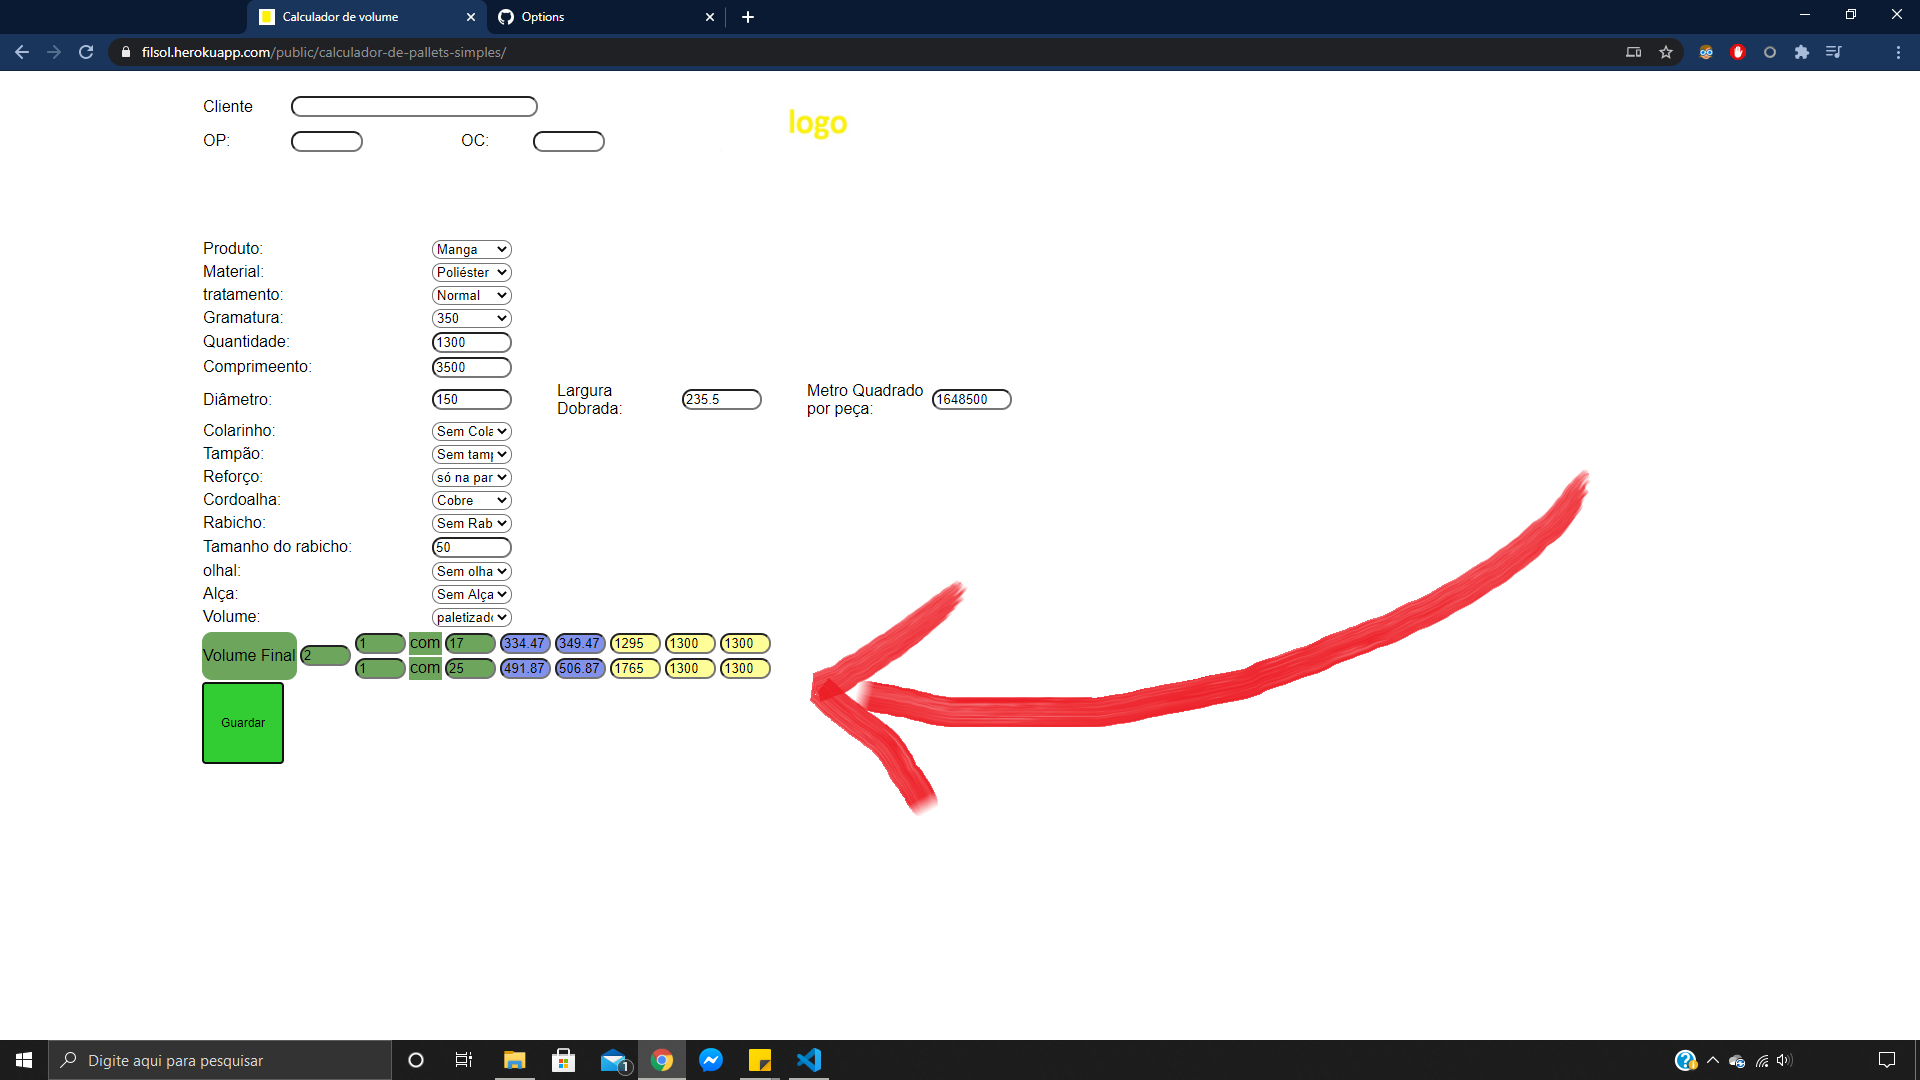 Calculador de volume
Options
filsol.herokuapp.com/public/calculador-de-pallets-simples/
Cliente
logo
OP:
OC:
Produto: Manga
Material: Poliéster
tratamento: Normal
Gramatura: 350
Quantidade: 1300
Comprimeento: 3500
Diâmetro: 150
Largura
Dobrada: 235.5
Metro Quadrado
por peça: 1648500
Colarinho: Sem Cola
Tampão: Sem tamp
Reforço: só na par
Cordoalha: Cobre
Rabicho: Sem Rab
Tamanho do rabicho: 50
olhal: Sem olha
Alça: Sem Alça
Volume: paletizado
Volume Final 2
1 com 17 334.47 349.47 1295 1300 1300
1 com 25 491.87 506.87 1765 1300 1300
Guardar
Digite aqui para pesquisar
1